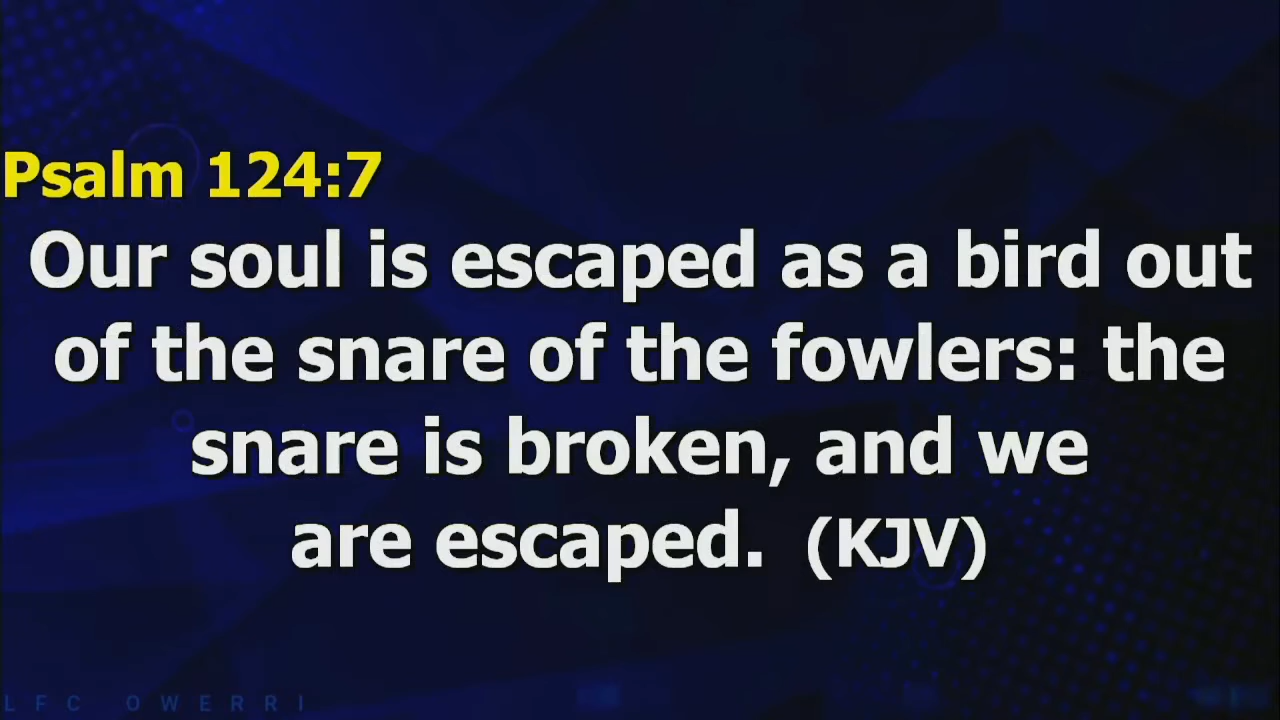 Psalm 124:7
Our soul is escaped as a bird out
of the snare of the fowlers: the
snare is broken, and we
are escaped. (KJV)
LFC OWERRI